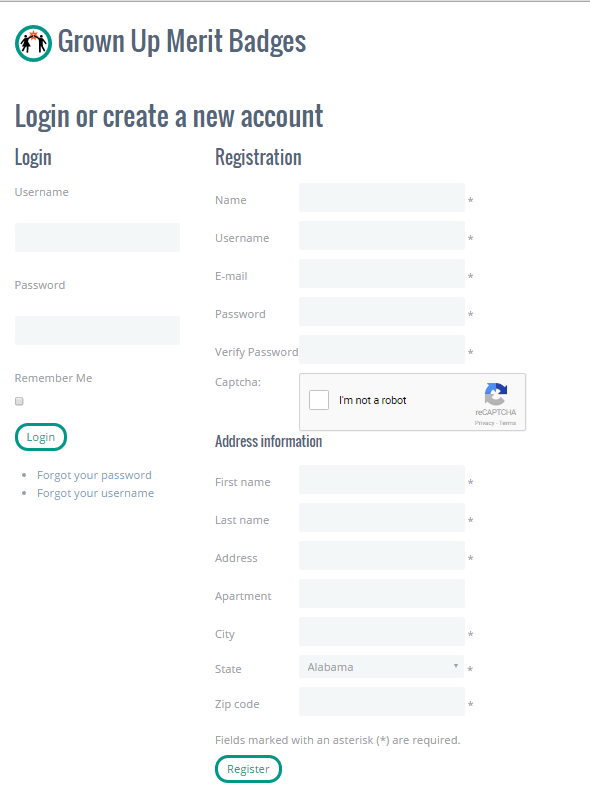 Grown Up Merit Badges
Login or create a new account
Login
Username
Password
Remember Me
Login
Forgot your password
Forgot your username
Registration
Name *
Username *
E-mail *
Password *
Verify Password *
Captcha:
I'm not a robot
reCAPTCHA
Privacy - Terms
Address information
First name *
Last name *
Address *
Apartment
City *
State Alabama *
Zip code *
Fields marked with an asterisk (*) are required.
Register